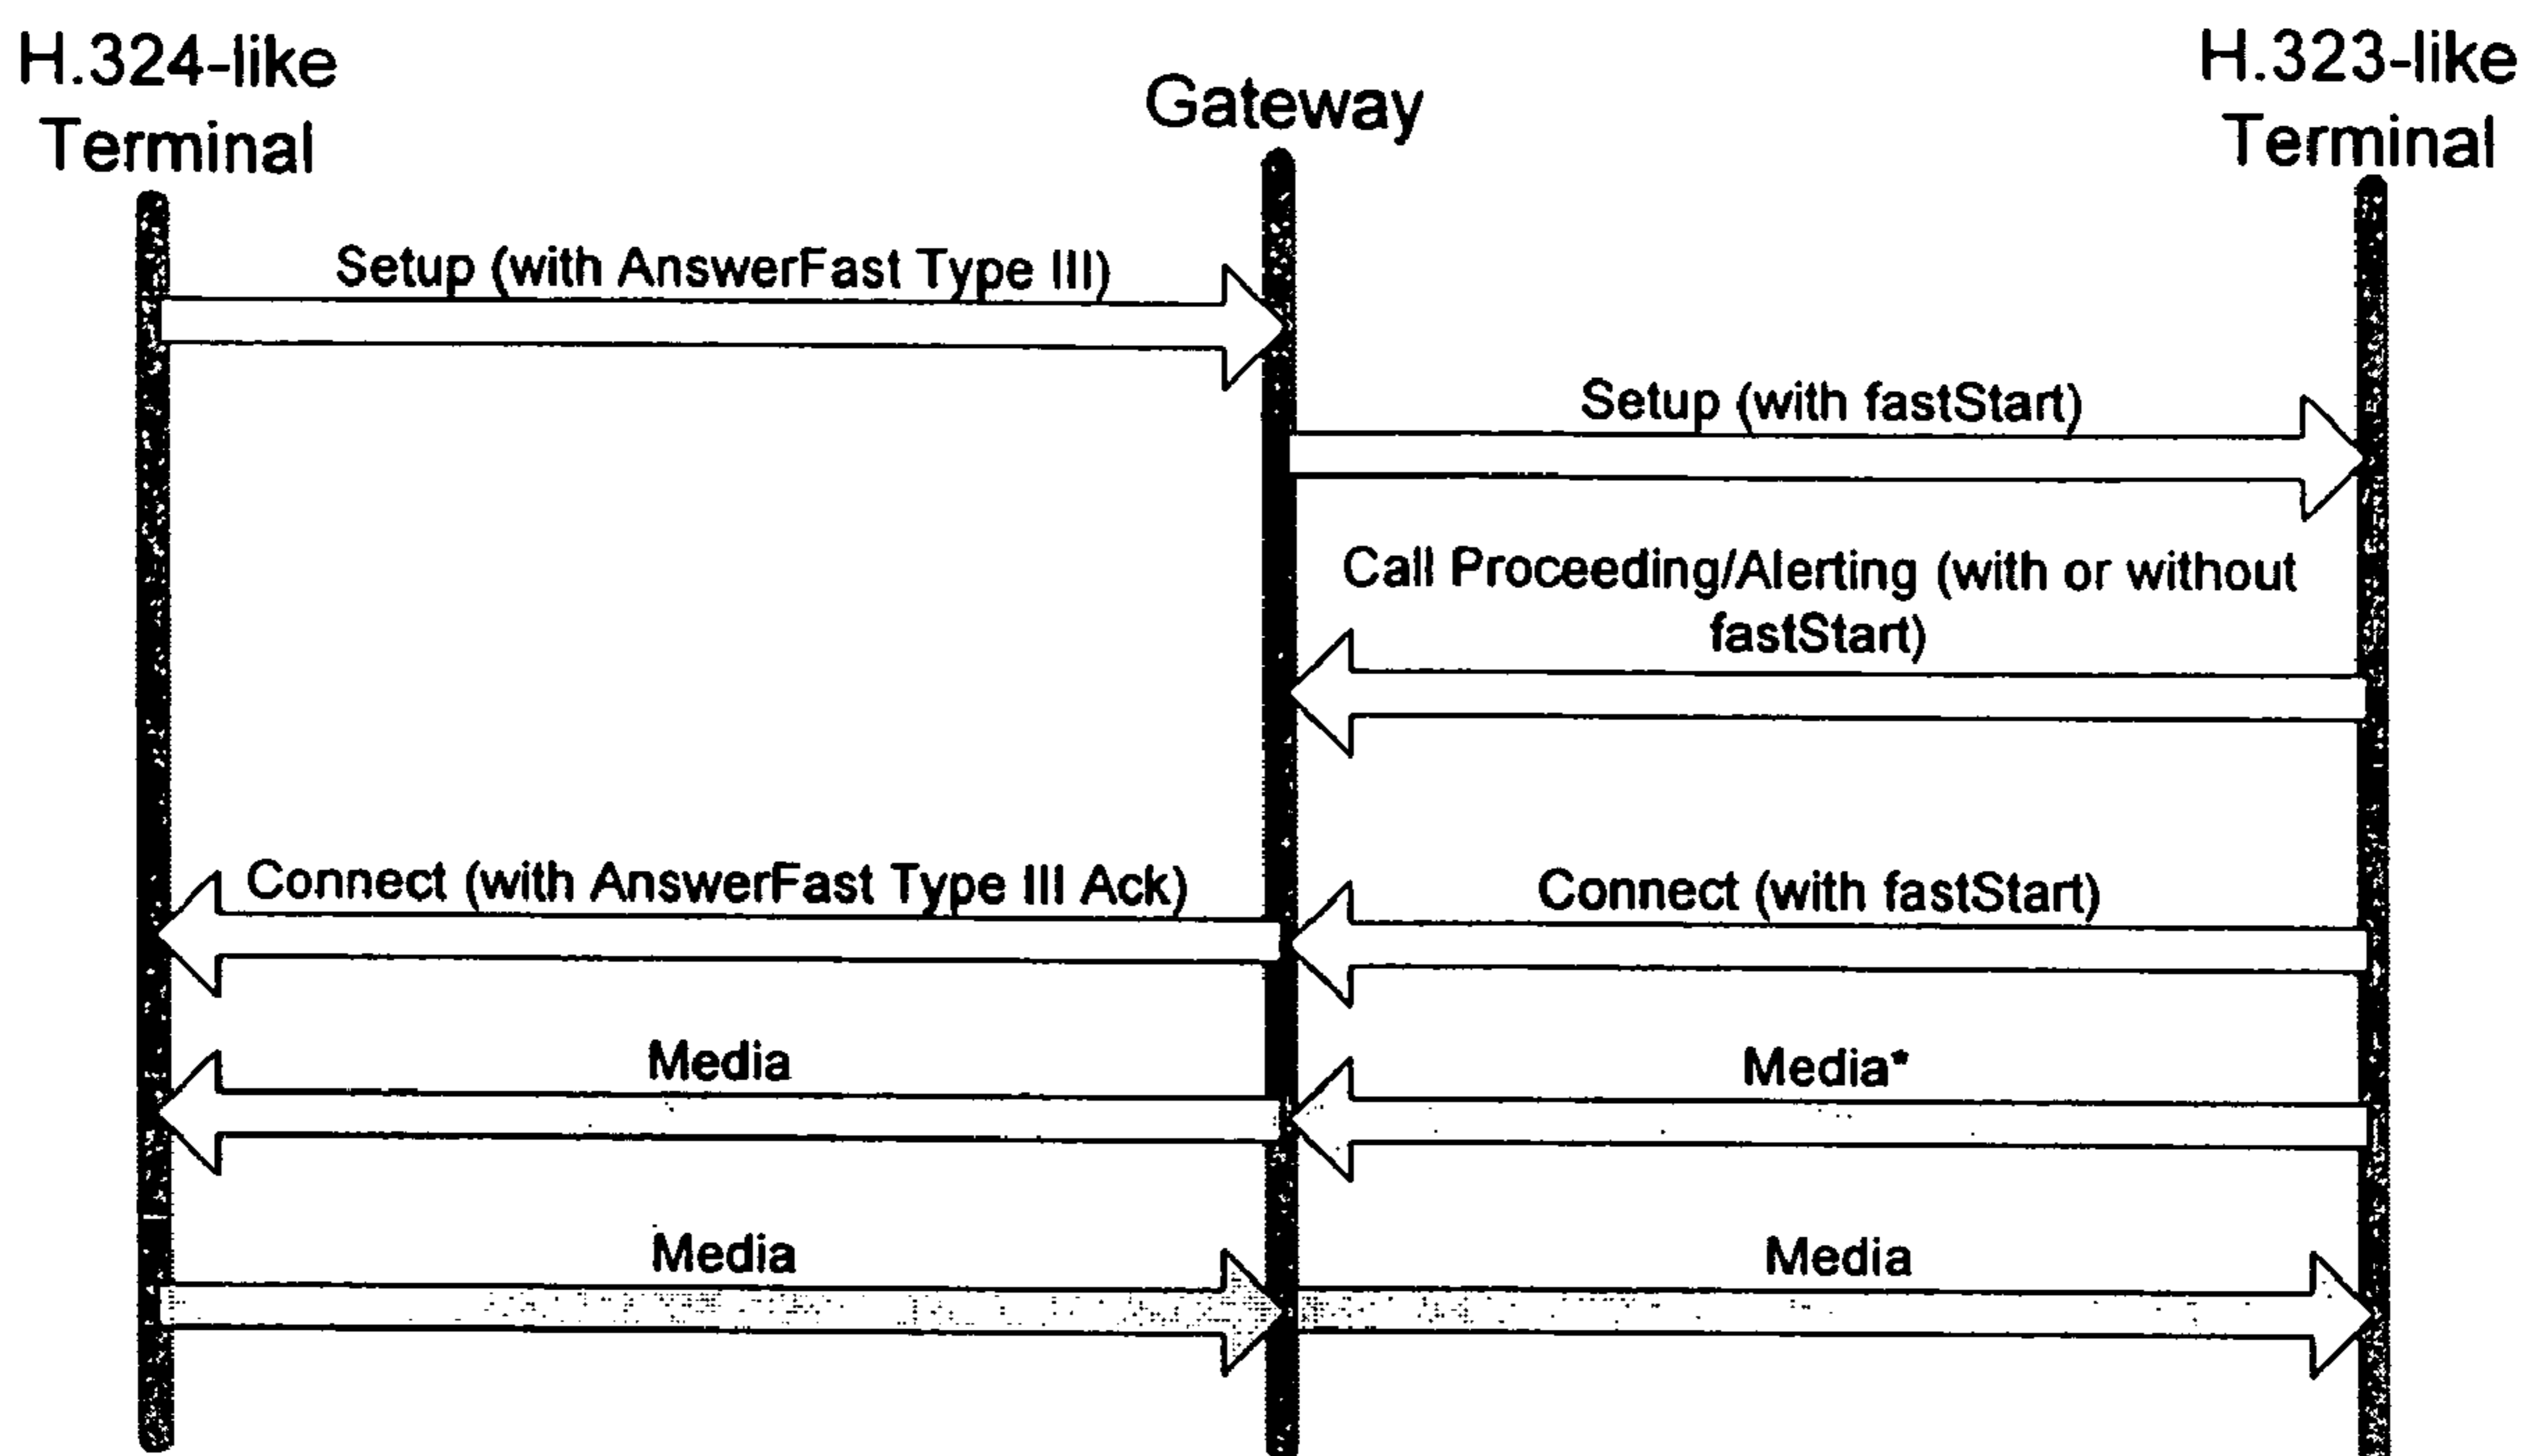 H.324-like
Terminal
Gateway
H.323-like
Terminal
Setup (with AnswerFast Type III)
Setup (with fastStart)
Call Proceeding/Alerting (with or without
fastStart)
Connect (with AnswerFast Type III Ack)
Connect (with fastStart)
Media
Media*
Media
Media